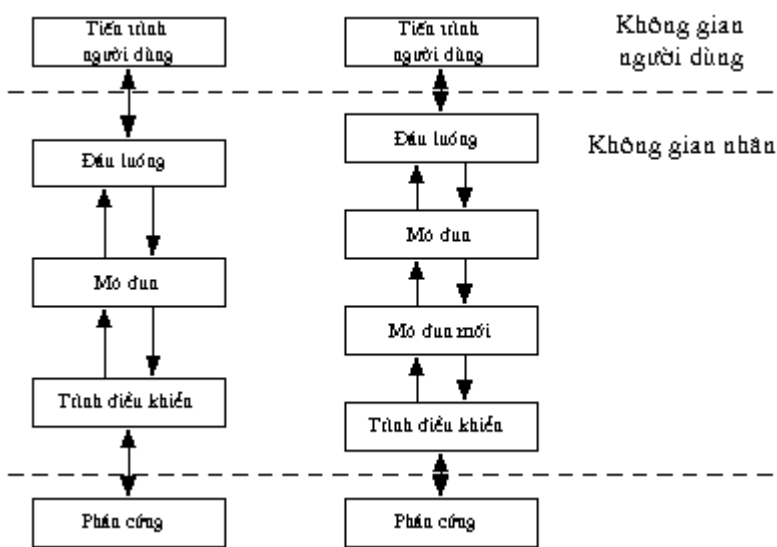 Tiến trình
người dùng
Tiến trình
người dùng
Không gian
người dùng
Đầu luồng
Đầu luồng
Không gian nhân
Mô đun
Mô đun
Mô đun mới
Trình điều khiển
Trình điều khiển
Phần cứng
Phần cứng